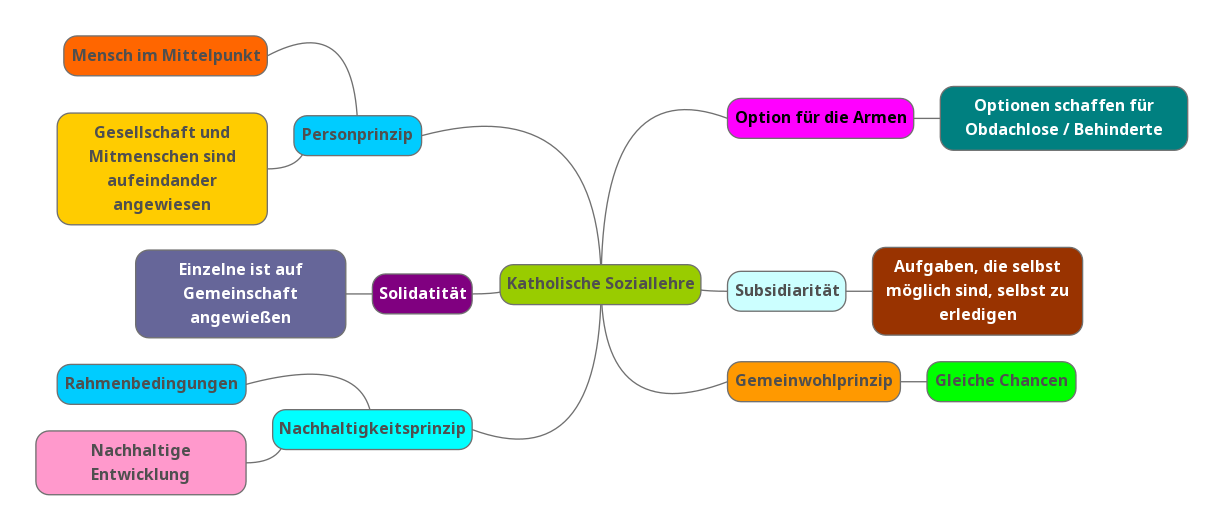 Mensch im Mittelpunkt
Gesellschaft und
Mitmenschen sind
aufeindander
angewiesen
Personprinzip
Einzelne ist auf
Gemeinschaft
angewießen
Solidatität
Rahmenbedingungen
Nachhaltige
Entwicklung
Nachhaltigkeitsprinzip
Katholische Soziallehre
Option für die Armen
Optionen schaffen für
Obdachlose / Behinderte
Subsidiarität
Aufgaben, die selbst
möglich sind, selbst zu
erledigen
Gemeinwohlprinzip
Gleiche Chancen